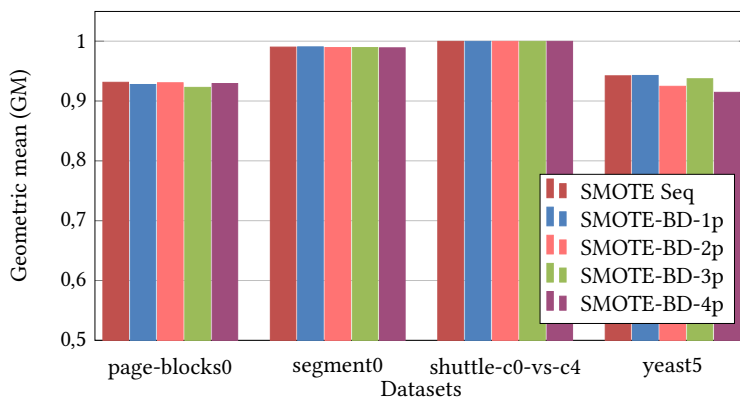 Geometric mean (GM)
1
0,9
0,8
0,7
0,6
0,5
SMOTE Seq
SMOTE-BD-1p
SMOTE-BD-2p
SMOTE-BD-3p
SMOTE-BD-4p
page-blocks0 segment0 shuttle-c0-vs-c4 yeast5
Datasets